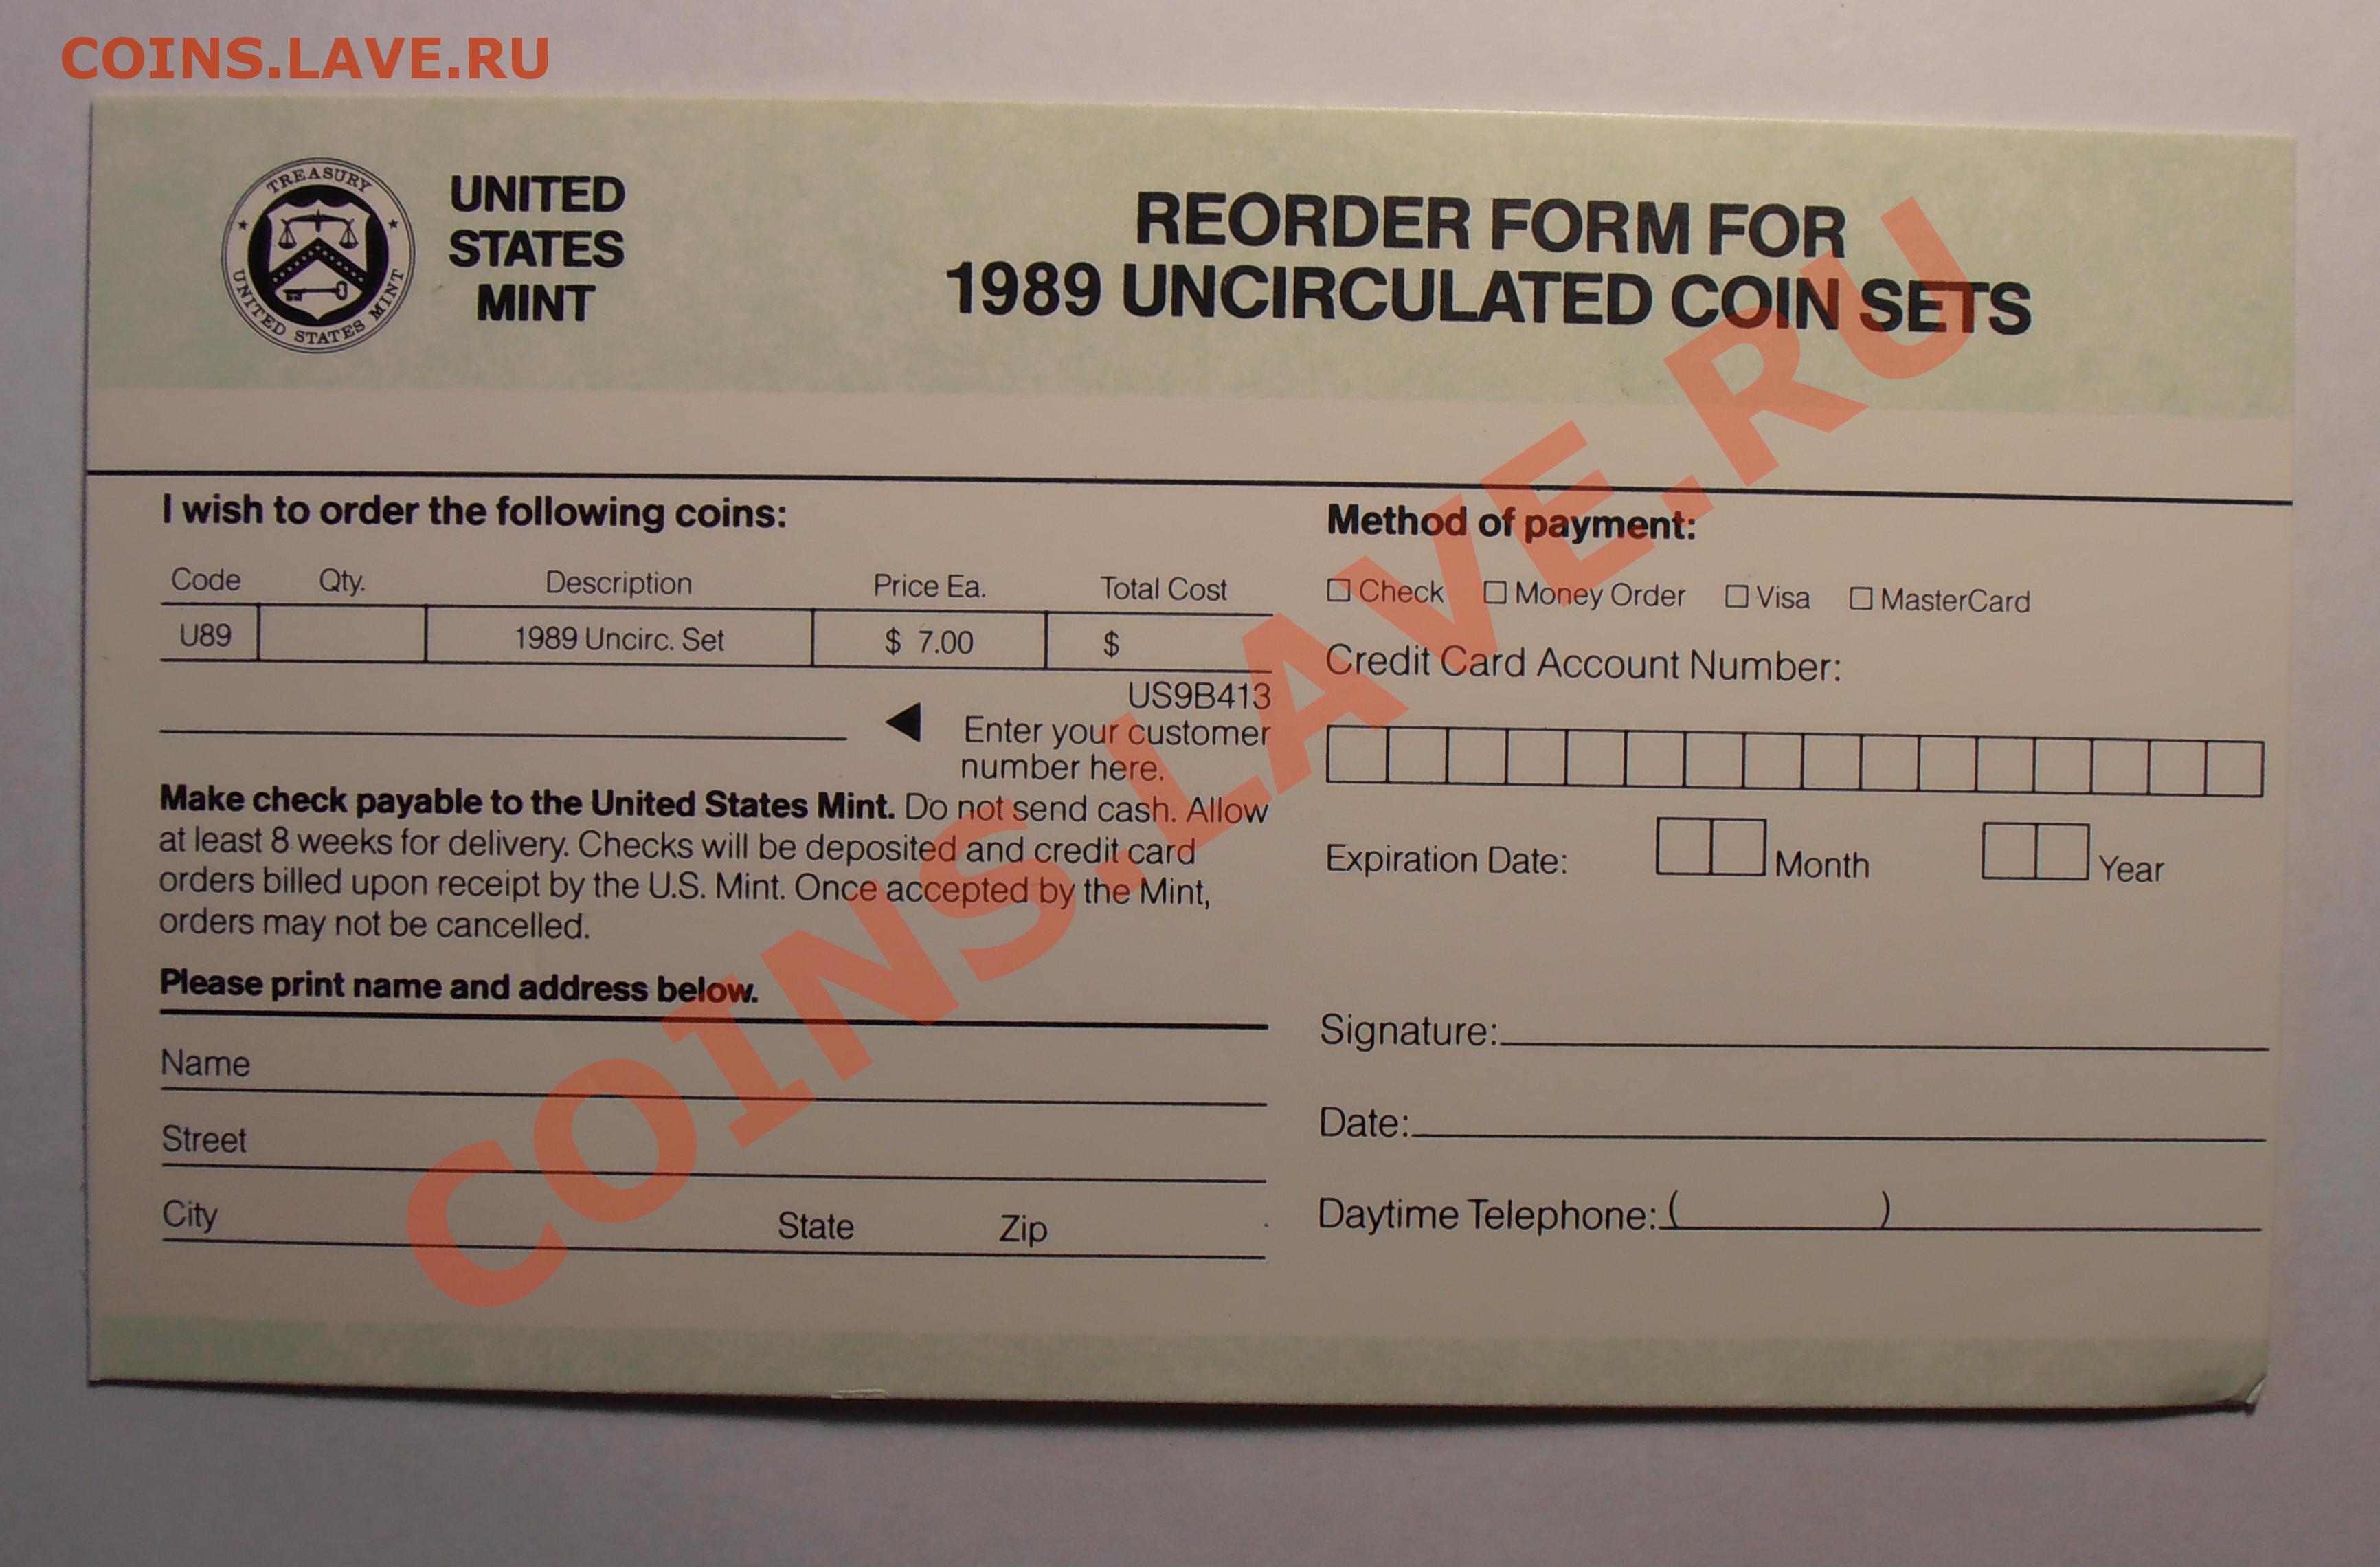 COINS.LAVE.RU
TREASURY
UNITED STATES MINT
UNITED
STATES
MINT
REORDER FORM FOR
1989 UNCIRCULATED COIN SETS
I wish to order the following coins:
Code Qty. Description Price Ea. Total Cost
U89 1989 Uncirc. Set $ 7.00 $
US9B413
Enter your customer
number here.
Make check payable to the United States Mint. Do not send cash. Allow
at least 8 weeks for delivery. Checks will be deposited and credit card
orders billed upon receipt by the U.S. Mint. Once accepted by the Mint,
orders may not be cancelled.
Please print name and address below.
Name
Street
City State Zip
Method of payment:
Check Money Order Visa MasterCard
Credit Card Account Number:
Expiration Date: Month Year
Signature:
Date:
Daytime Telephone: ( )
COINS.LAVE.RU